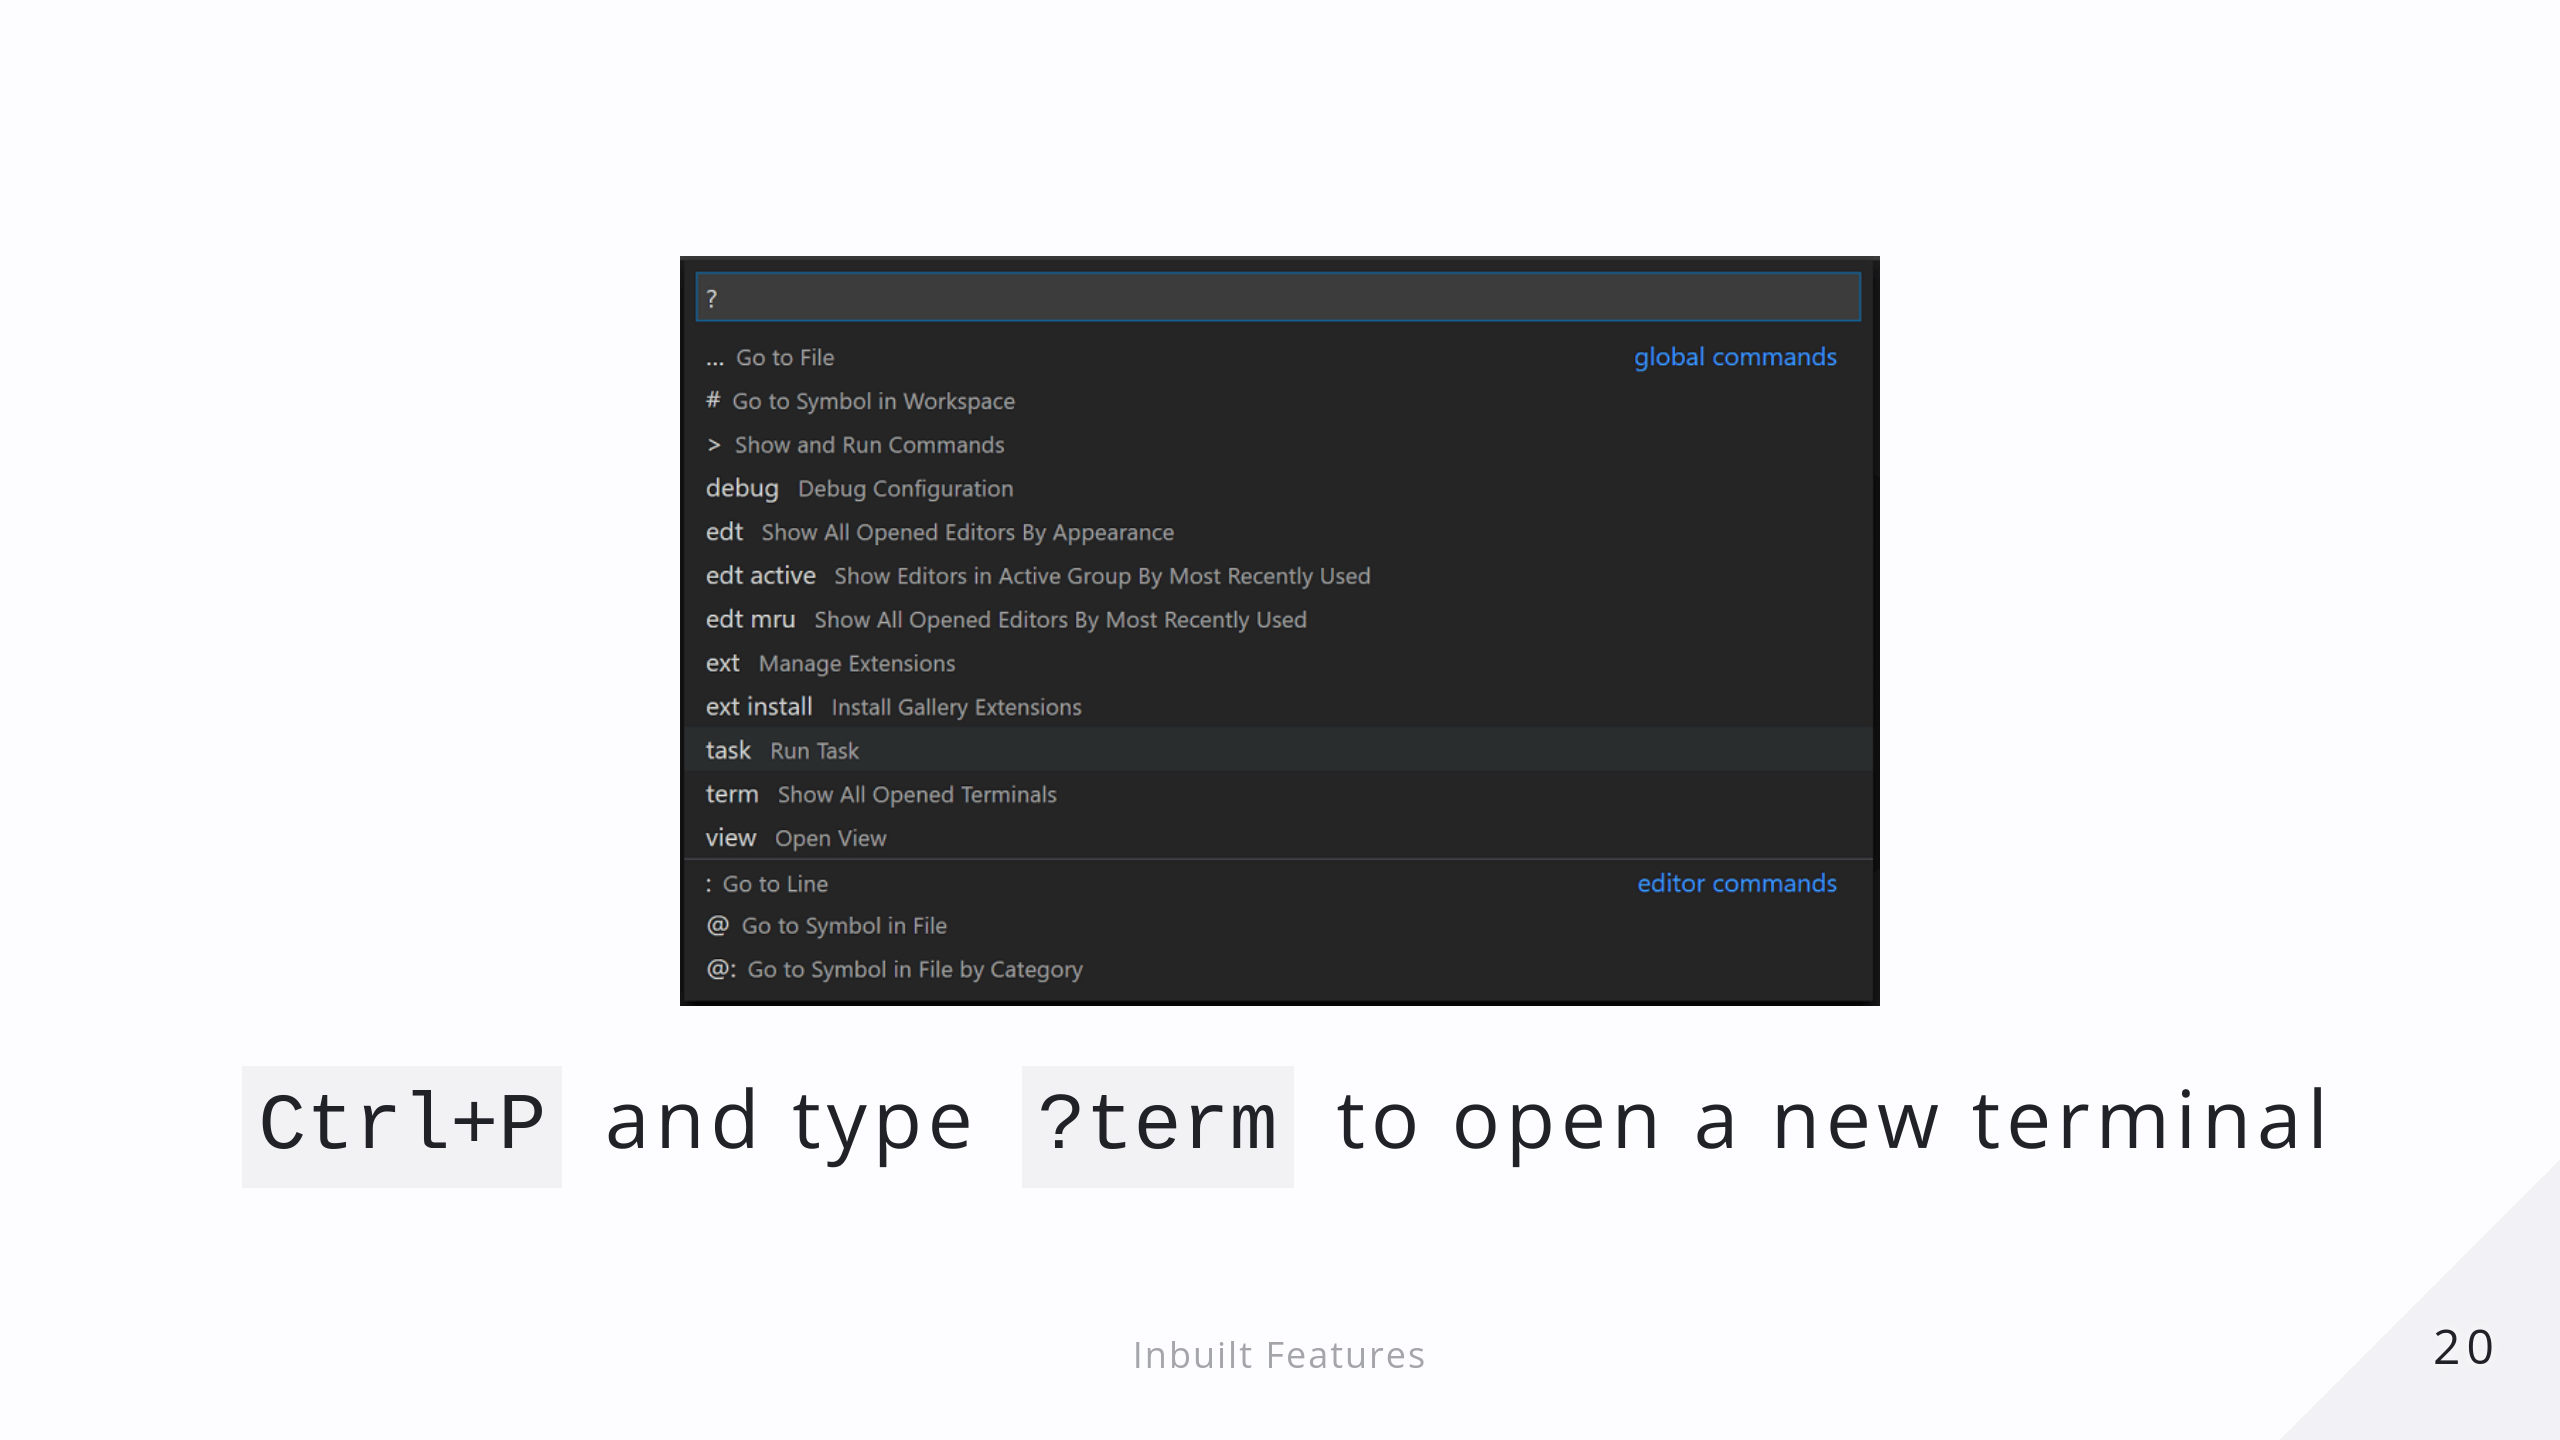 ?
... Go to File global commands
# Go to Symbol in Workspace
> Show and Run Commands
debug Debug Configuration
edt Show All Opened Editors By Appearance
edt active Show Editors in Active Group By Most Recently Used
edt mru Show All Opened Editors By Most Recently Used
ext Manage Extensions
ext install Install Gallery Extensions
task Run Task
term Show All Opened Terminals
view Open View
: Go to Line editor commands
@ Go to Symbol in File
@: Go to Symbol in File by Category
Ctrl+P and type ?term to open a new terminal
Inbuilt Features
20